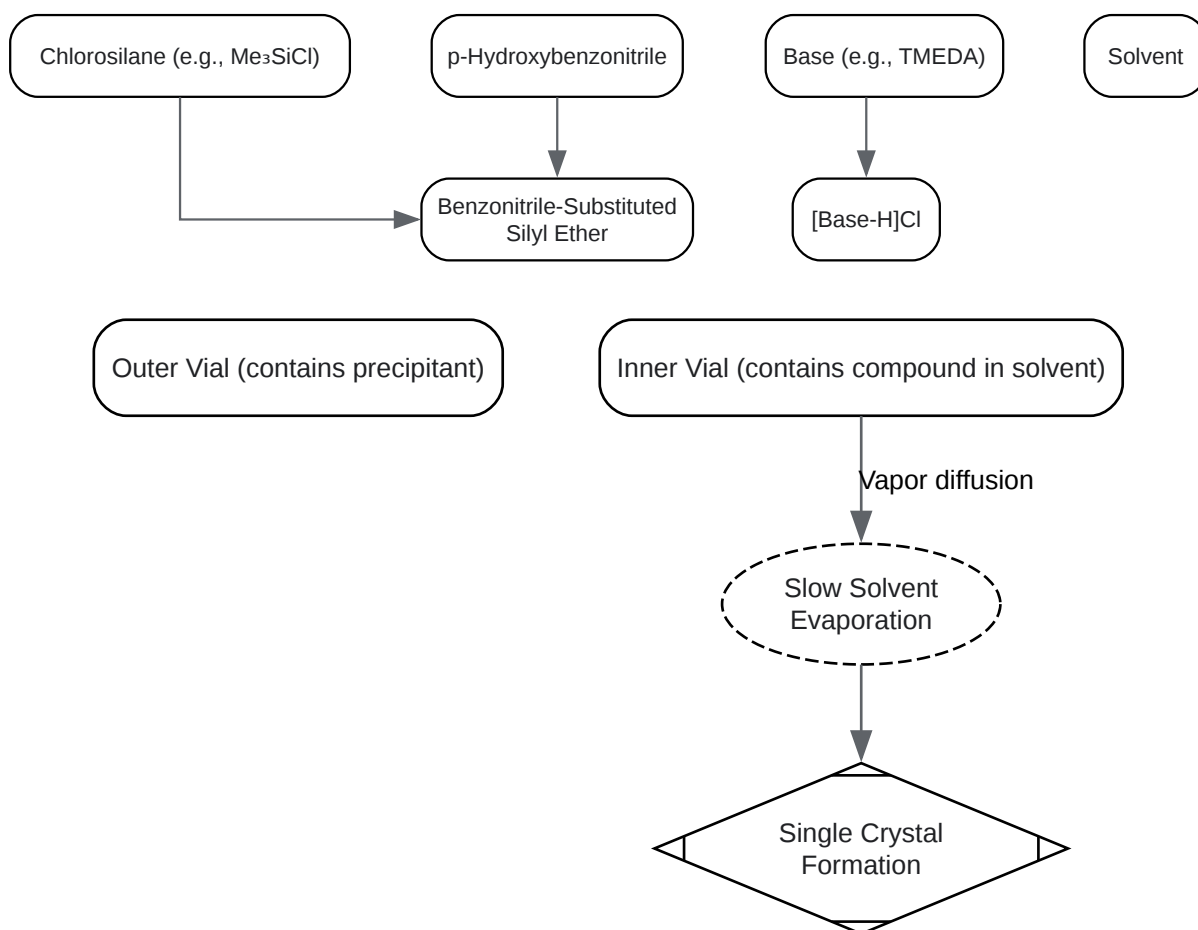 Chlorosilane (e.g., Me₃SiCl)
p-Hydroxybenzonitrile
Base (e.g., TMEDA)
Solvent
Benzonitrile-Substituted
Silyl Ether
[Base-H]Cl
Outer Vial (contains precipitant)
Inner Vial (contains compound in solvent)
Vapor diffusion
Slow Solvent
Evaporation
Single Crystal
Formation